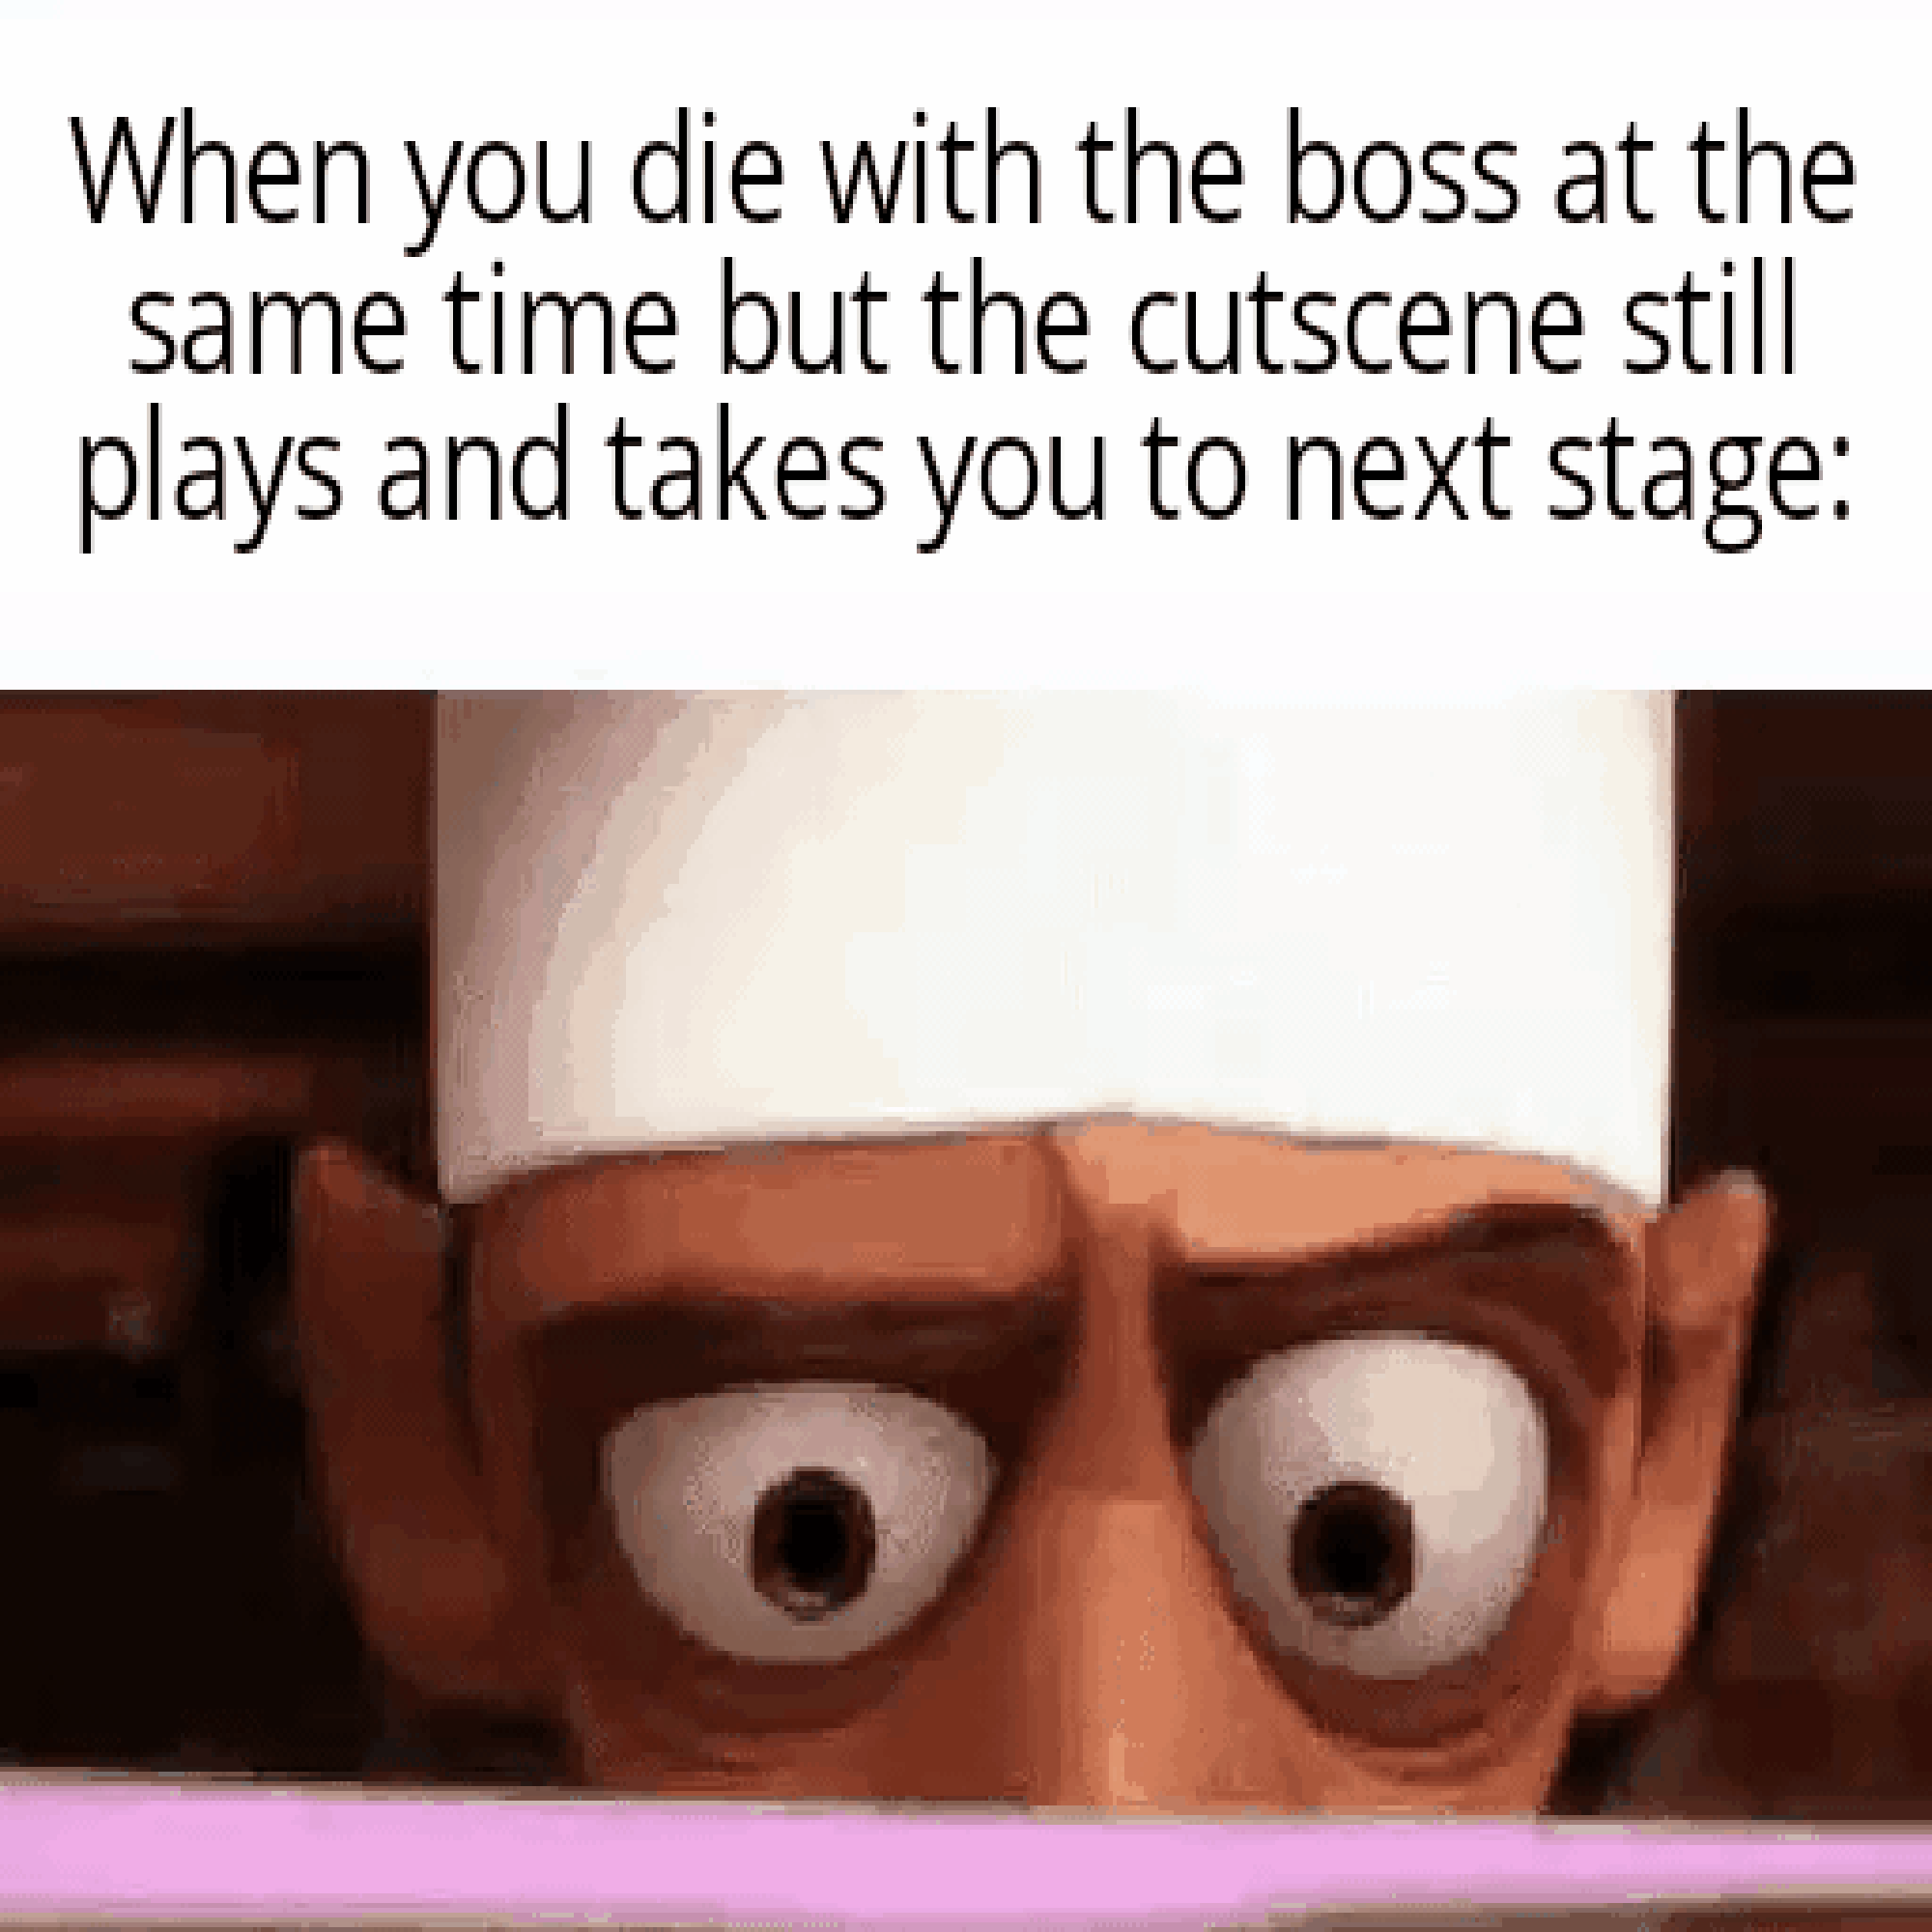 When you die with the boss at the
same time but the cutscene still
plays and takes you to next stage: